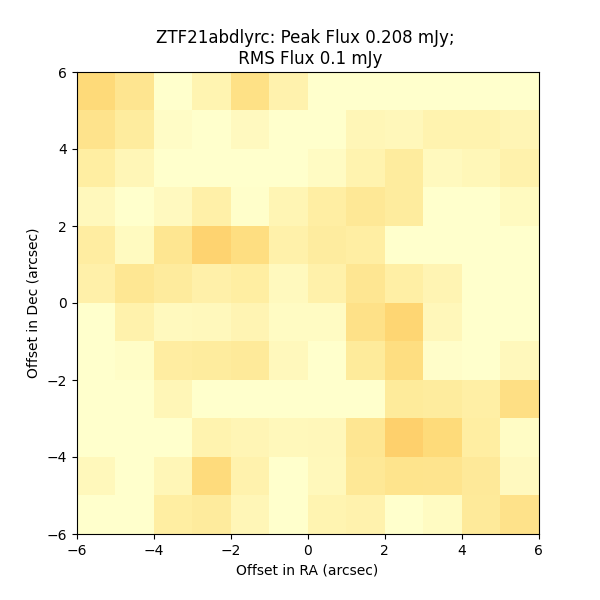 ZTF21abdlyrc: Peak Flux 0.208 mJy;
RMS Flux 0.1 mJy
6
4
2
0
−2
−4
−6
Offset in Dec (arcsec)
−6 −4 −2 0 2 4 6
Offset in RA (arcsec)